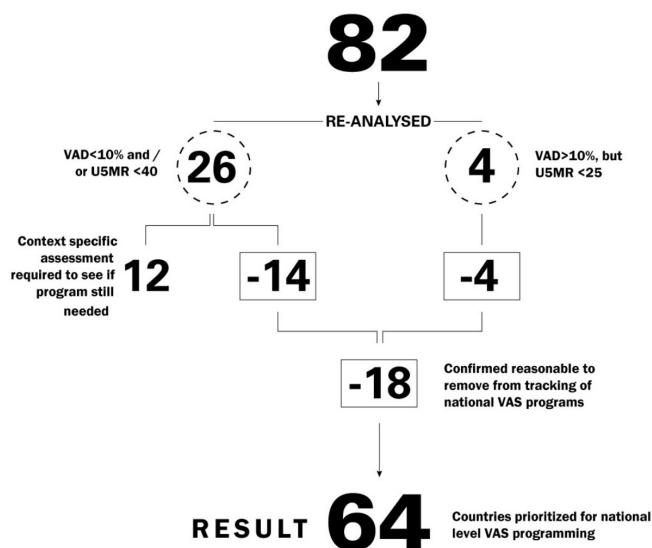 82
RE-ANALYSED
VAD<10% and /
or U5MR <40
26
4
VAD>10%, but
U5MR <25
Context specific
assessment
required to see if
program still
needed
12
-14
-4
-18
Confirmed reasonable to
remove from tracking of
national VAS programs
RESULT 64
Countries prioritized for national
level VAS programming